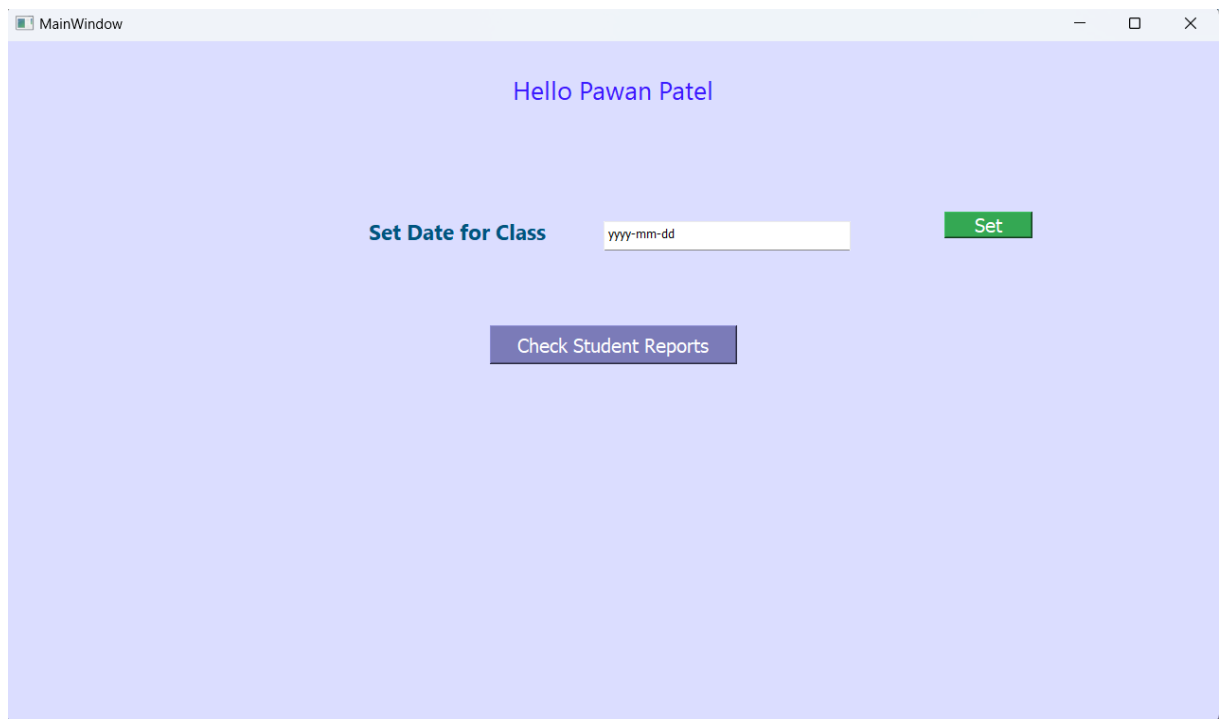 MainWindow
Hello Pawan Patel
Set Date for Class
yyyy-mm-dd
Set
Check Student Reports